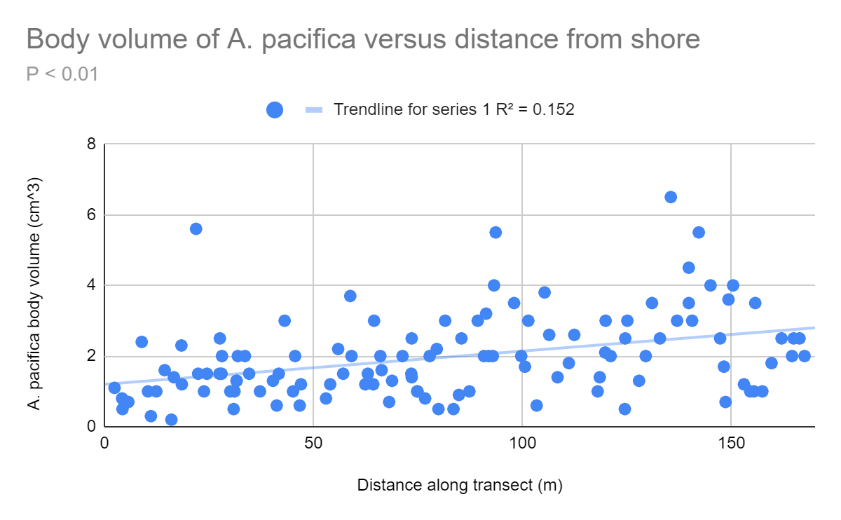 Body volume of A. pacifica versus distance from shore
P < 0.01
Trendline for series 1 R² = 0.152
A. pacifica body volume (cm^3)
8
6
4
2
0
0 50 100 150
Distance along transect (m)